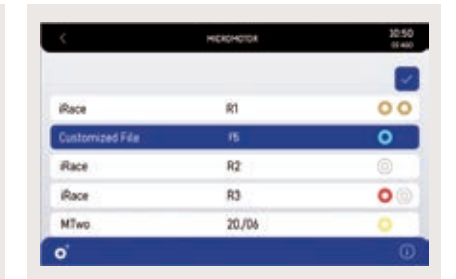 MICROMOTOR
10:50
iRace R1
Customized File F5
iRace R2
iRace R3
MTwo 20./06